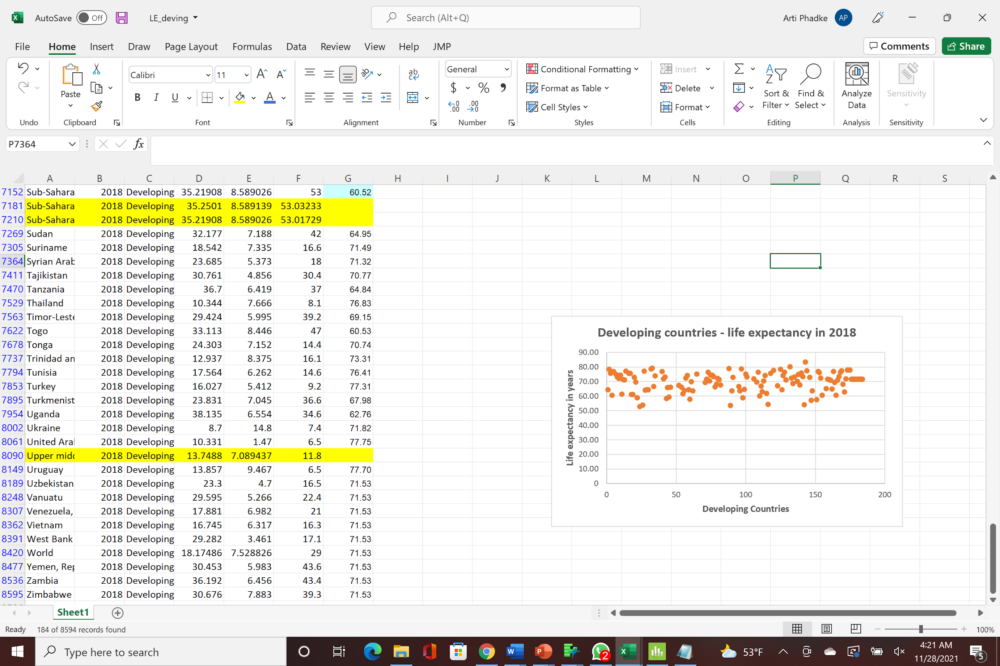 AutoSave Off LE_deving Search (Alt+Q) Arti Phadke AP
File Home Insert Draw Page Layout Formulas Data Review View Help JMP Comments Share
Calibri 11 General Conditional Formatting Insert Σ
Paste B I U $ % Format as Table Delete Sort & Filter Find & Select Analyze Data Sensitivity
Cell Styles Format
Undo Clipboard Font Alignment Number Styles Cells Editing Analysis Sensitivity
P7364 fx
A B C D E F G H I J K L M N O P Q R S
7152 Sub-Sahara 2018 Developing 35.21908 8.589026 53 60.52
7181 Sub-Sahara 2018 Developing 35.2501 8.589139 53.03233
7210 Sub-Sahara 2018 Developing 35.21908 8.589026 53.01729
7269 Sudan 2018 Developing 32.177 7.188 42 64.95
7305 Suriname 2018 Developing 18.542 7.335 16.6 71.49
7364 Syrian Arab 2018 Developing 23.685 5.373 18 71.32
7411 Tajikistan 2018 Developing 30.761 4.856 30.4 70.77
7470 Tanzania 2018 Developing 36.7 6.419 37 64.84
7529 Thailand 2018 Developing 10.344 7.666 8.1 76.83
7563 Timor-Leste 2018 Developing 29.424 5.995 39.2 69.15
7622 Togo 2018 Developing 33.113 8.446 47 60.53
7678 Tonga 2018 Developing 24.303 7.152 14.4 70.74
7737 Trinidad an 2018 Developing 12.937 8.375 16.1 73.31
7794 Tunisia 2018 Developing 17.564 6.262 14.6 76.41
7853 Turkey 2018 Developing 16.027 5.412 9.2 77.31
7895 Turkmenist 2018 Developing 23.831 7.045 36.6 67.98
7954 Uganda 2018 Developing 38.135 6.554 34.6 62.76
8002 Ukraine 2018 Developing 8.7 14.8 7.4 71.82
8061 United Aral 2018 Developing 10.331 1.47 6.5 77.75
8090 Upper midc 2018 Developing 13.7488 7.089437 11.8
8149 Uruguay 2018 Developing 13.857 9.467 6.5 77.70
8189 Uzbekistan 2018 Developing 23.3 4.7 16.5 71.53
8248 Vanuatu 2018 Developing 29.595 5.266 22.4 71.53
8307 Venezuela, 2018 Developing 17.881 6.982 21 71.53
8362 Vietnam 2018 Developing 16.745 6.317 16.3 71.53
8391 West Bank 2018 Developing 29.282 3.461 17.1 71.53
8420 World 2018 Developing 18.17486 7.528826 29 71.53
8477 Yemen, Rep 2018 Developing 30.453 5.983 43.6 71.53
8536 Zambia 2018 Developing 36.192 6.456 43.4 71.53
8595 Zimbabwe 2018 Developing 30.676 7.883 39.3 71.53
Developing countries - life expectancy in 2018
Life expectancy in years
90.00
80.00
70.00
60.00
50.00
40.00
30.00
20.00
10.00
0
0 50 100 150 200
Developing Countries
Sheet1
Ready 184 of 8594 records found 100%
Type here to search 2 53°F 4:21 AM
11/28/2021 5